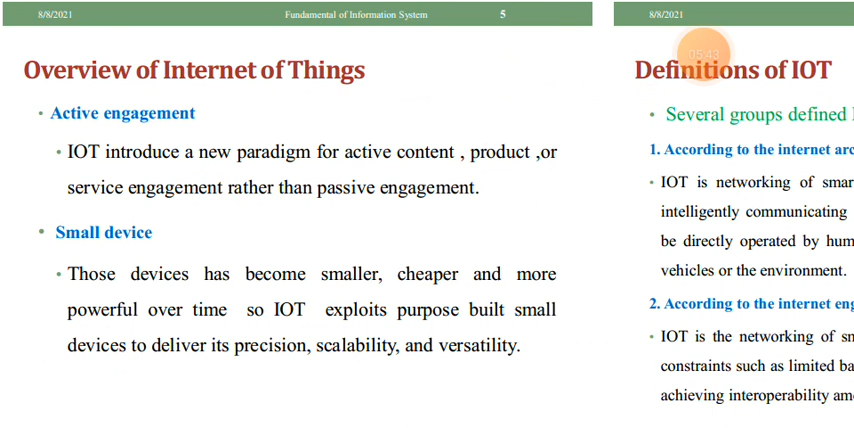 8/8/2021 Fundamental of Information System 5
Overview of Internet of Things
• Active engagement
• IOT introduce a new paradigm for active content , product ,or
service engagement rather than passive engagement.
• Small device
• Those devices has become smaller, cheaper and more
powerful over time so IOT exploits purpose built small
devices to deliver its precision, scalability, and versatility.
8/8/2021
05:43
Definitions of IOT
• Several groups defined
1. According to the internet arc
• IOT is networking of smar
intelligently communicating
be directly operated by hum
vehicles or the environment.
2. According to the internet eng
• IOT is the networking of sm
constraints such as limited ba
achieving interoperability am